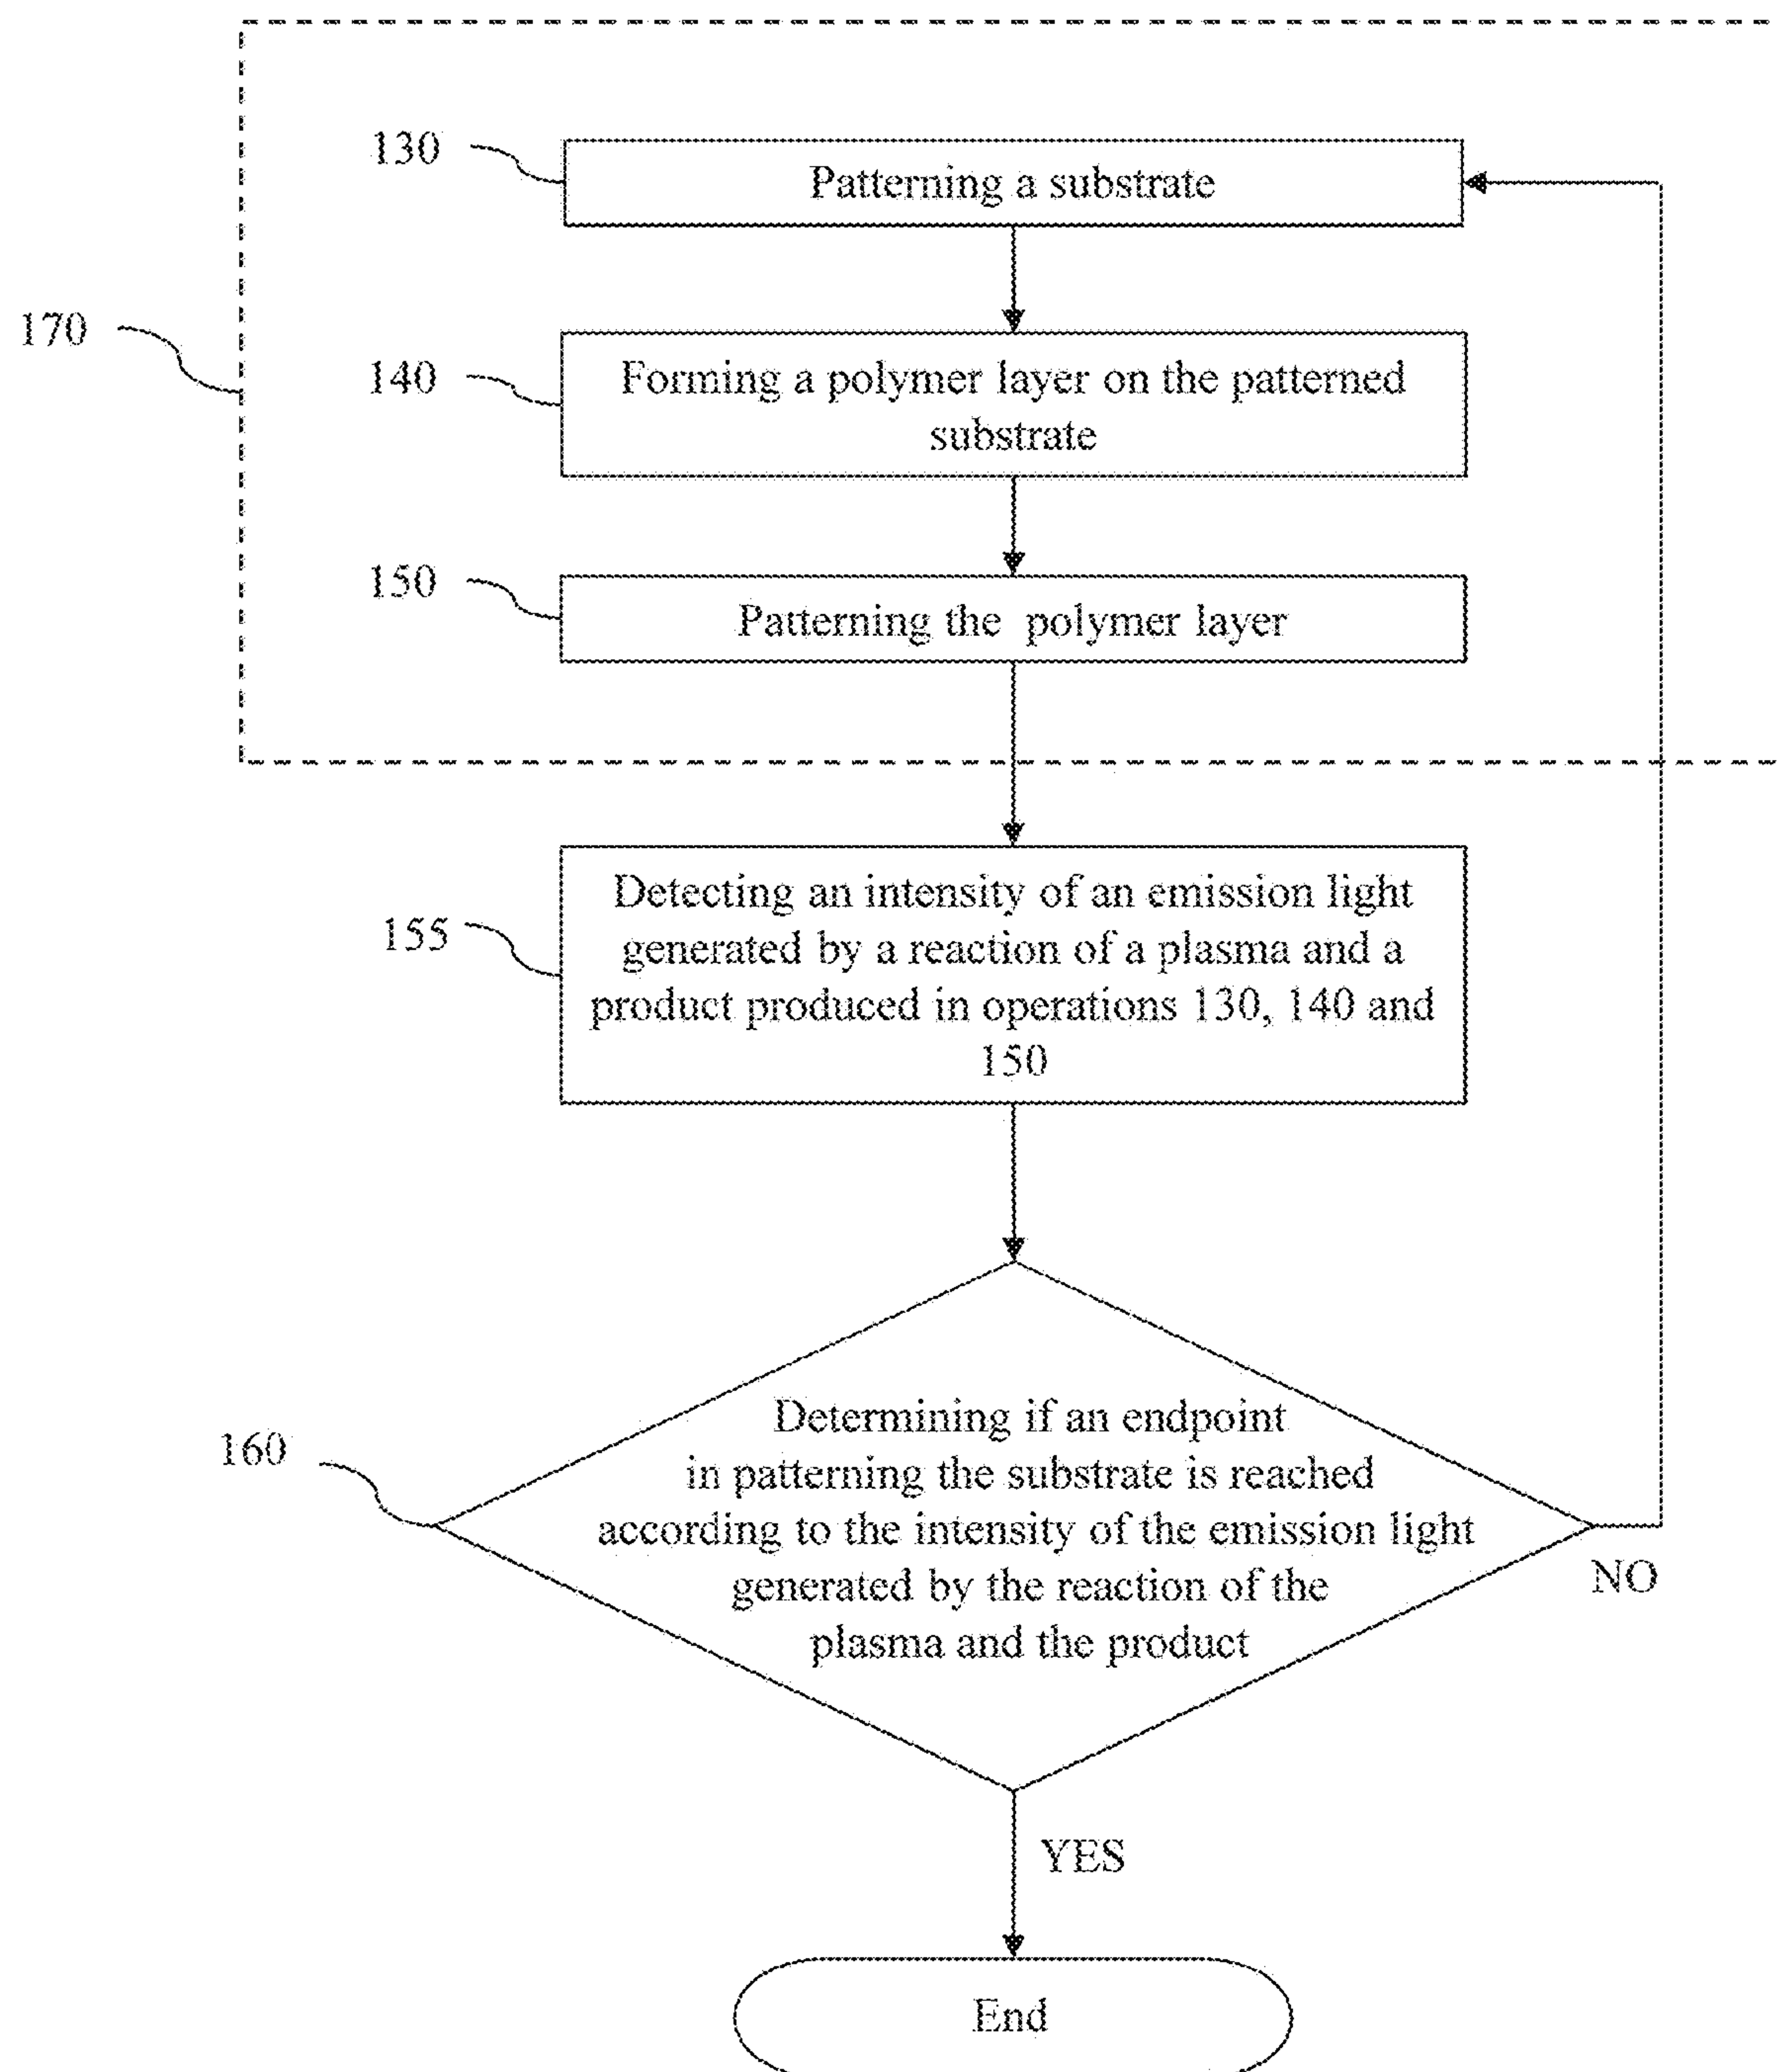 130
Patterning a substrate
170
140
Forming a polymer layer on the patterned
substrate
150
Patterning the polymer layer
155
Detecting an intensity of an emission light
generated by a reaction of a plasma and a
product produced in operations 130, 140 and
150
160
Determining if an endpoint
in patterning the substrate is reached
according to the intensity of the emission light
generated by the reaction of the
plasma and the product
NO
YES
End